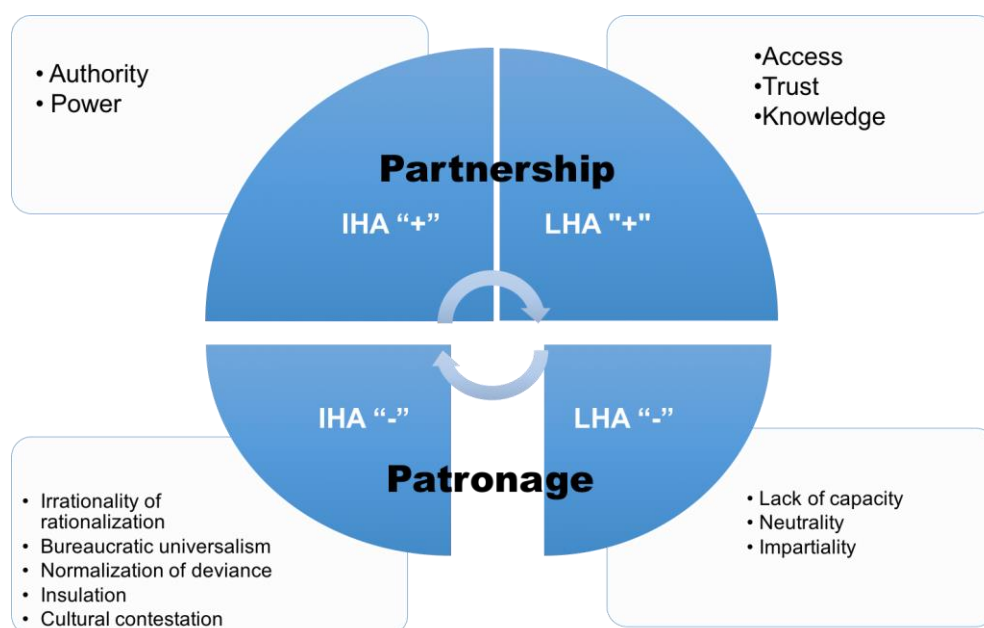 • Authority
• Power
•Access
•Trust
•Knowledge
Partnership
IHA “+”
LHA "+"
IHA “-”
LHA “-”
Patronage
• Irrationality of
rationalization
• Bureaucratic universalism
• Normalization of deviance
• Insulation
• Cultural contestation
• Lack of capacity
• Neutrality
• Impartiality